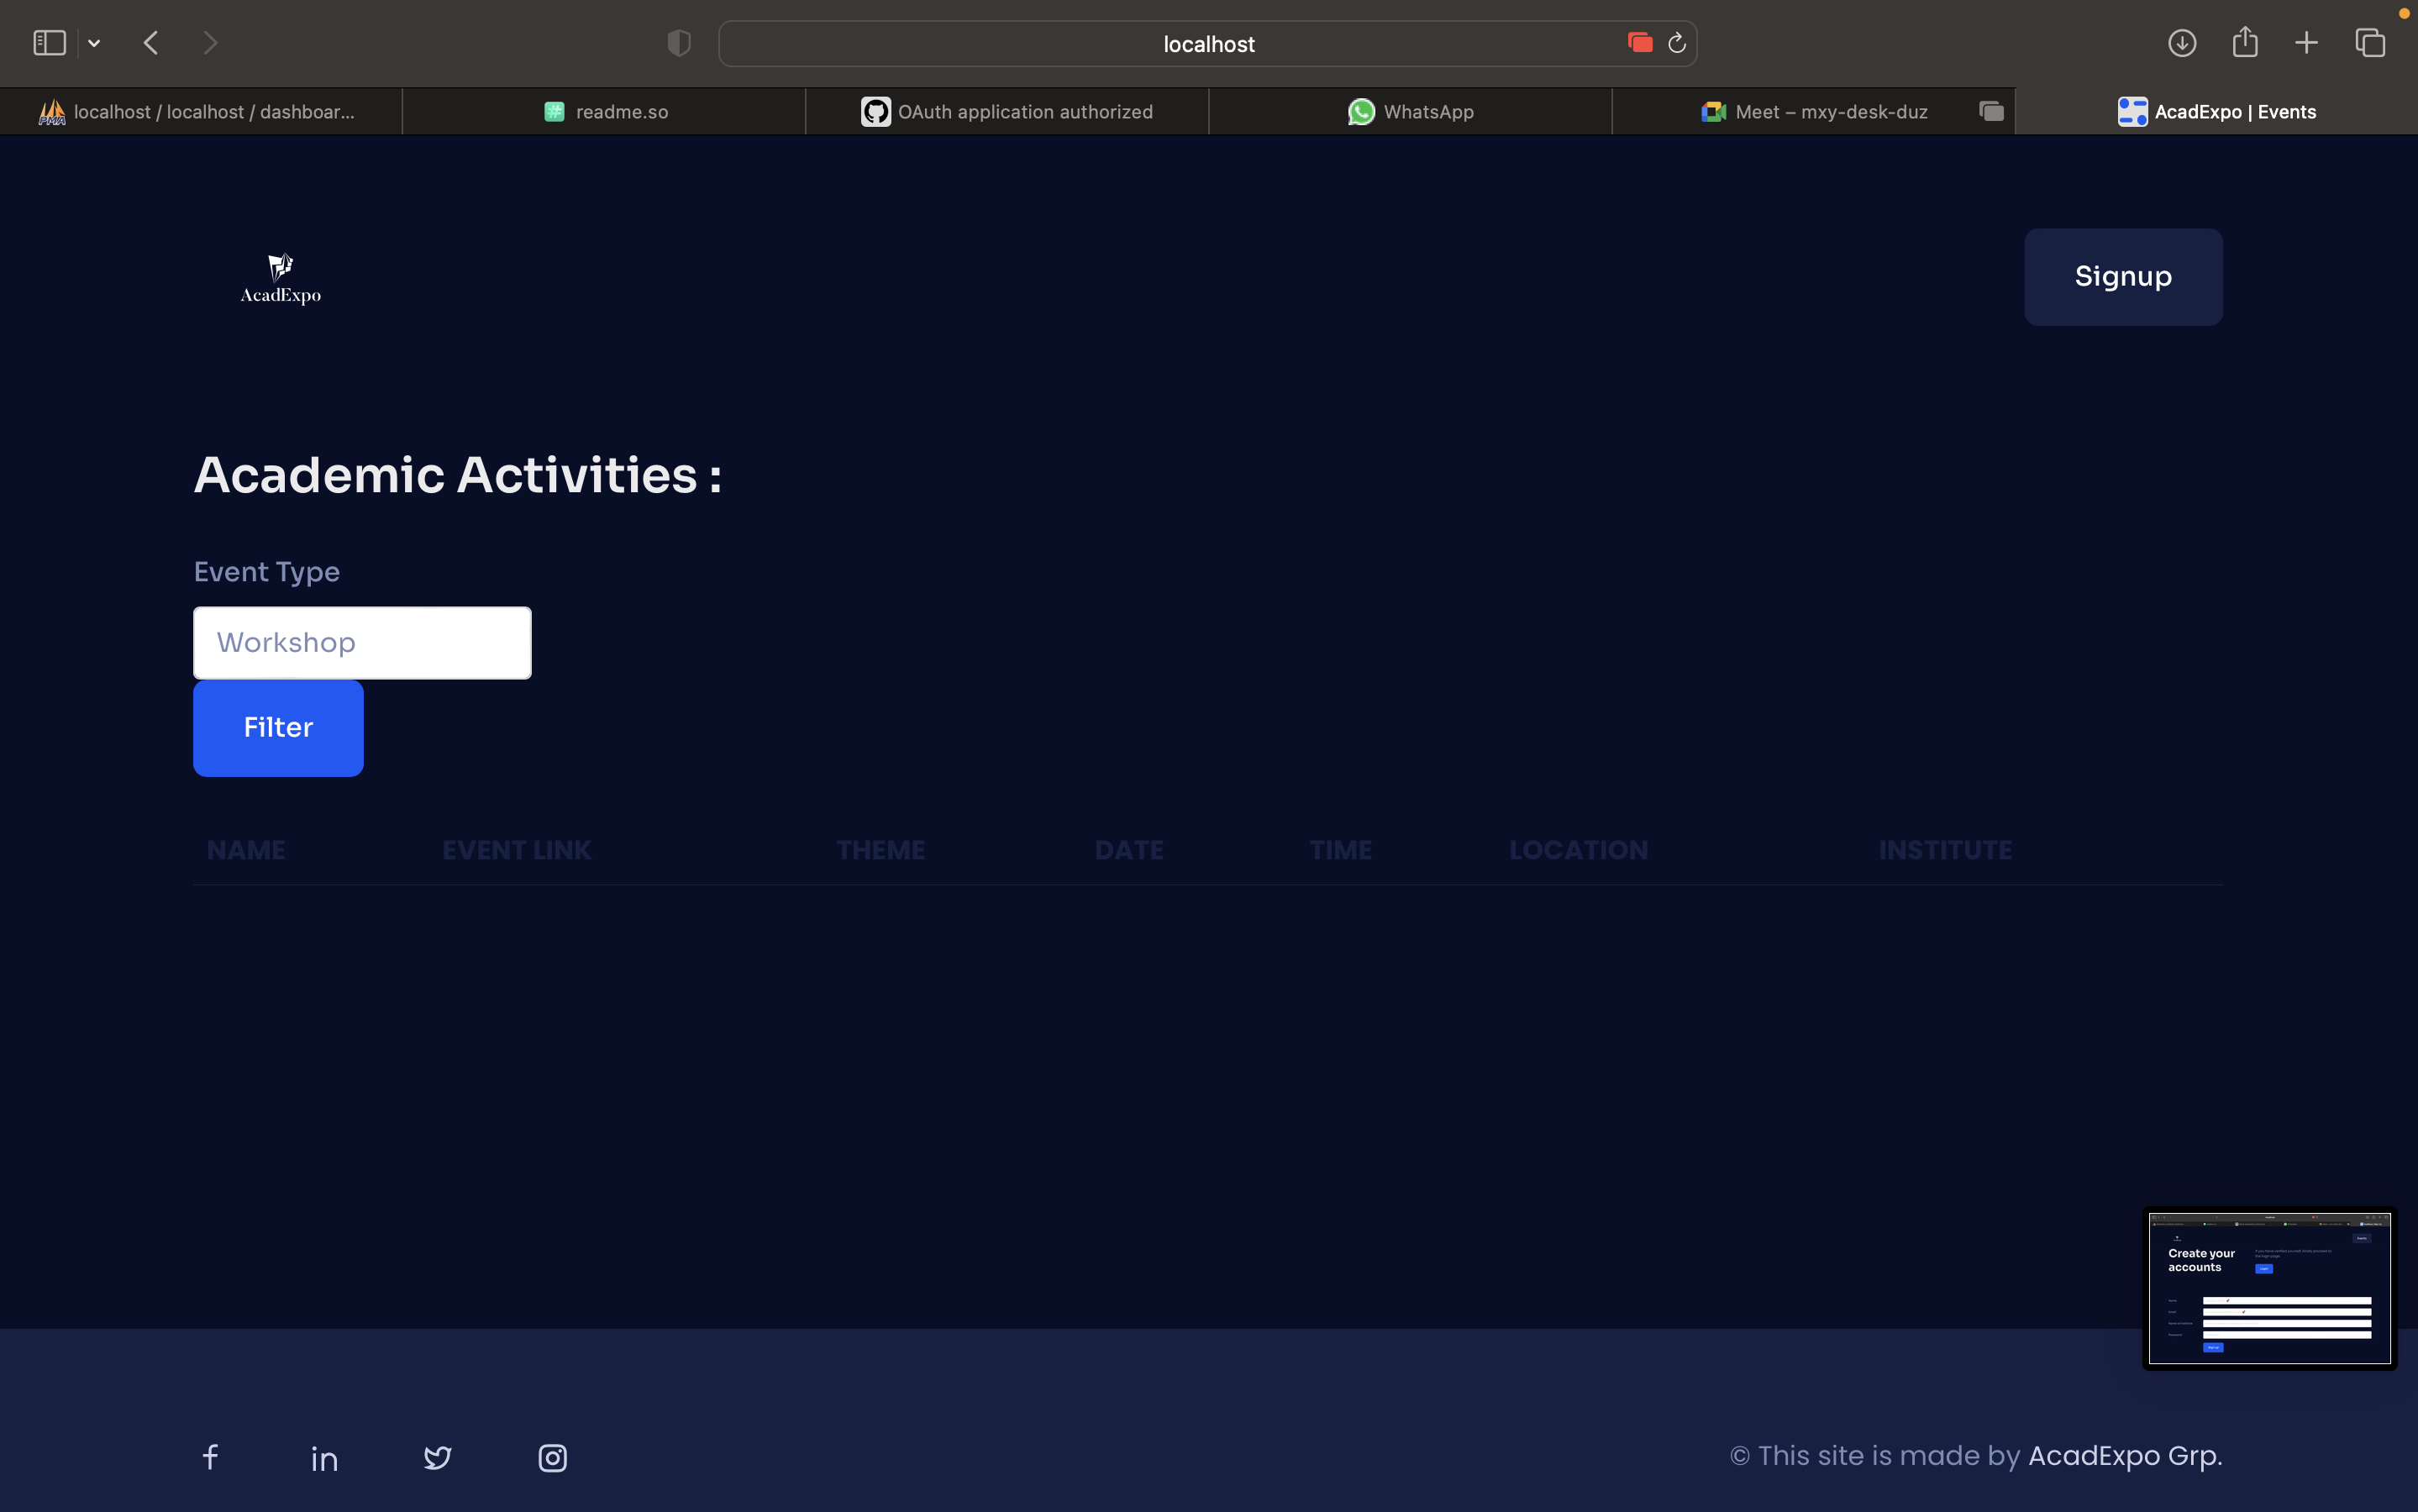 localhost
localhost / localhost / dashboar...
readme.so
OAuth application authorized
WhatsApp
Meet – mxy-desk-duz
AcadExpo | Events
AcadExpo
Signup
Academic Activities :
Event Type
Workshop
Filter
NAME EVENT LINK THEME DATE TIME LOCATION INSTITUTE
Create your
accounts
© This site is made by AcadExpo Grp.